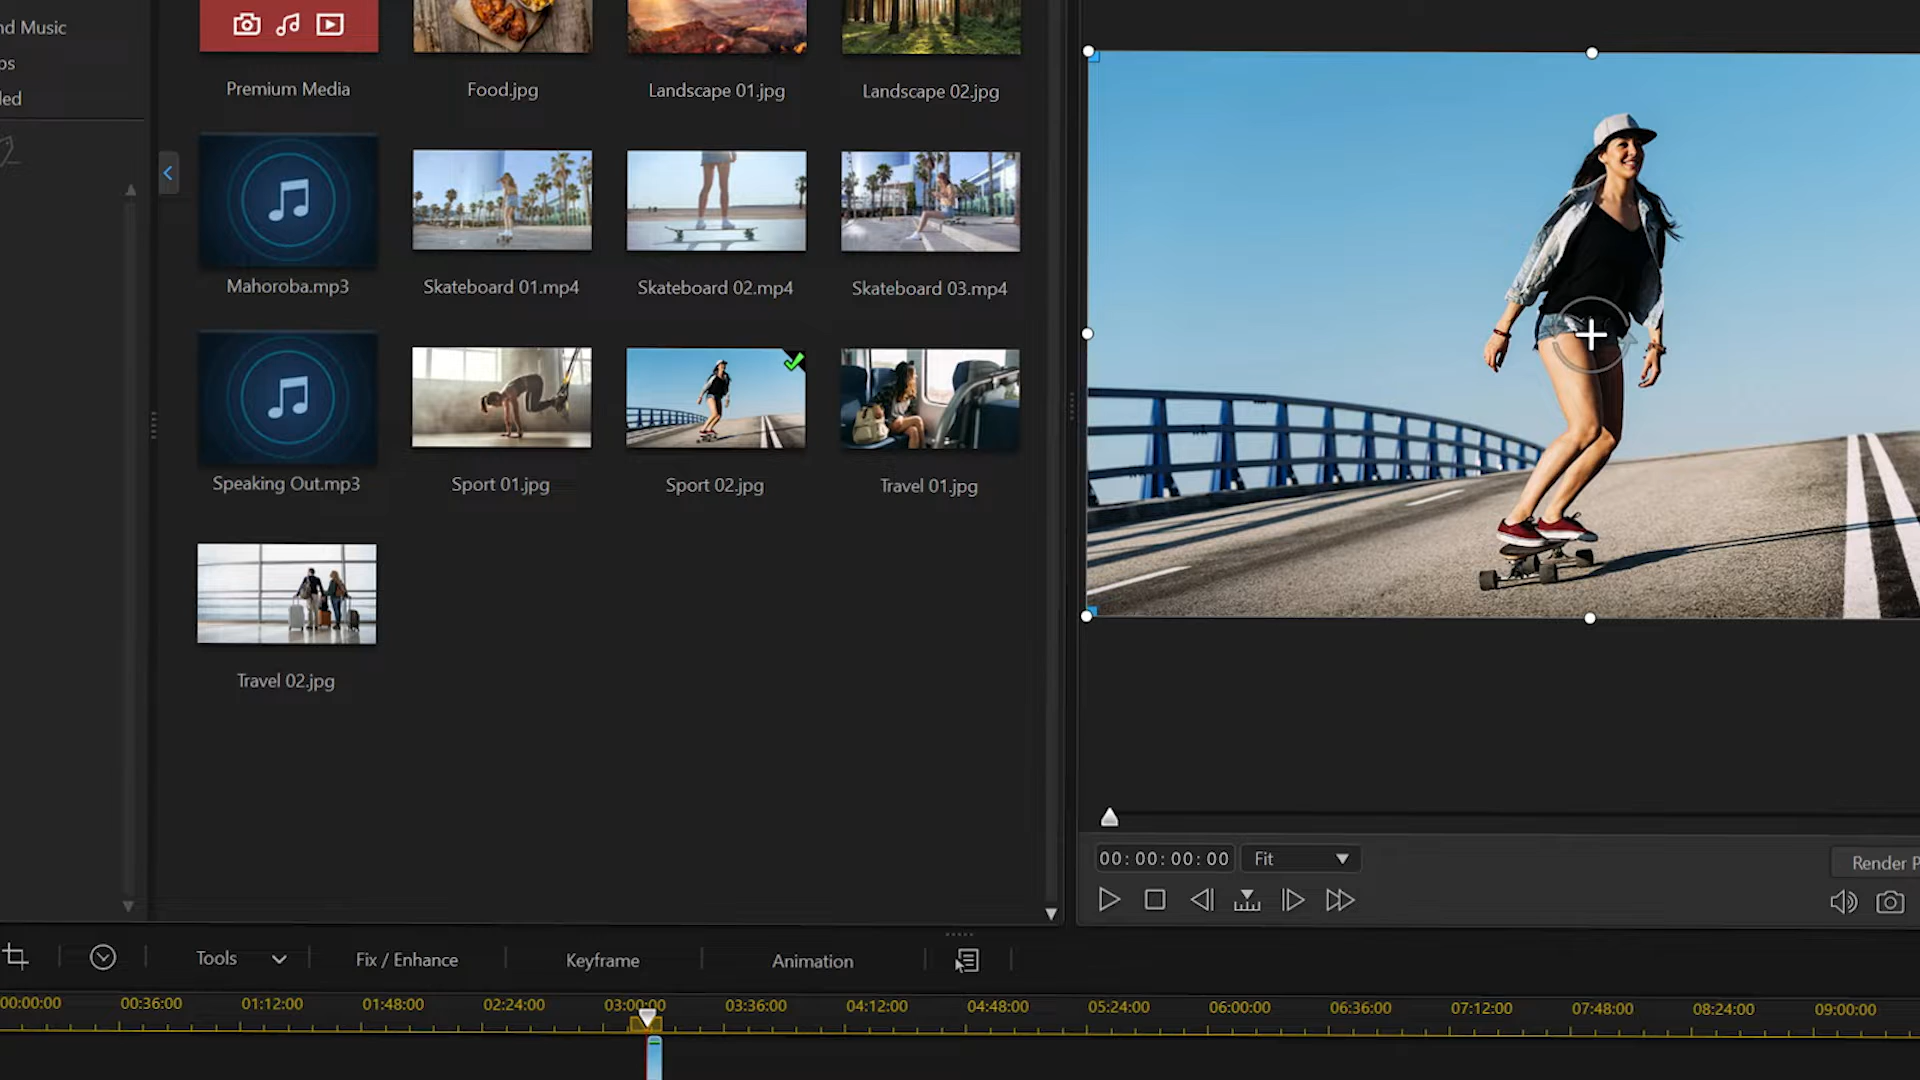 nd Music
ps
led
Premium Media
Food.jpg
Landscape 01.jpg
Landscape 02.jpg
Mahoroba.mp3
Skateboard 01.mp4
Skateboard 02.mp4
Skateboard 03.mp4
Speaking Out.mp3
Sport 01.jpg
Sport 02.jpg
Travel 01.jpg
Travel 02.jpg
00:00:00:00
Fit
Render P
Tools
Fix / Enhance
Keyframe
Animation
00:00:00
00:36:00
01:12:00
01:48:00
02:24:00
03:00:00
03:36:00
04:12:00
04:48:00
05:24:00
06:00:00
06:36:00
07:12:00
07:48:00
08:24:00
09:00:00